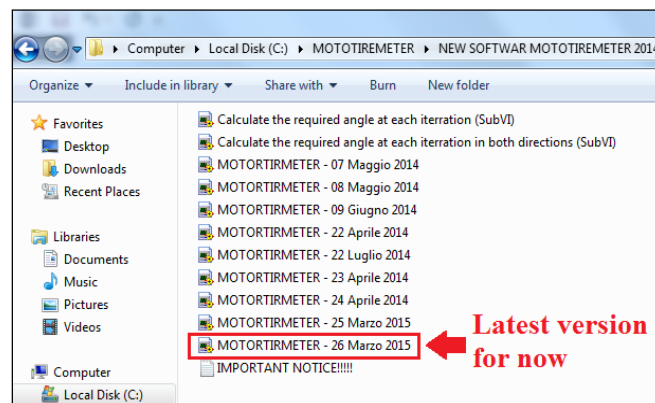 Computer ▸ Local Disk (C:) ▸ MOTOTIREMETER ▸ NEW SOFTWAR MOTOTIREMETER 2014
Organize Include in library Share with Burn New folder
Favorites
Desktop
Downloads
Recent Places
Libraries
Documents
Music
Pictures
Videos
Computer
Local Disk (C:)
Calculate the required angle at each iterration (SubVI)
Calculate the required angle at each iterration in both directions (SubVI)
MOTORTIRMETER - 07 Maggio 2014
MOTORTIRMETER - 08 Maggio 2014
MOTORTIRMETER - 09 Giugno 2014
MOTORTIRMETER - 22 Aprile 2014
MOTORTIRMETER - 22 Luglio 2014
MOTORTIRMETER - 23 Aprile 2014
MOTORTIRMETER - 24 Aprile 2014
MOTORTIRMETER - 25 Marzo 2015
MOTORTIRMETER - 26 Marzo 2015
IMPORTANT NOTICE!!!!!
Latest version
for now